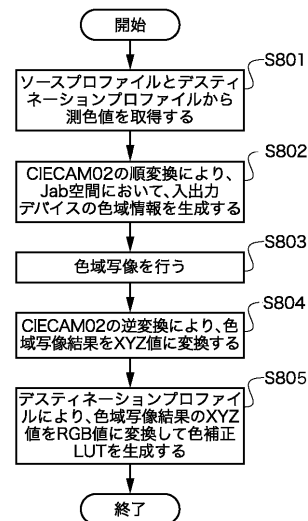 開始
S801
ソースプロファイルとデスティ
ネーションプロファイルから
測色値を取得する
S802
CIECAM02の順変換により、
Jab空間において、入出力
デバイスの色域情報を生成する
S803
色域写像を行う
S804
CIECAM02の逆変換により、色
域写像結果をXYZ値に変換する
S805
デスティネーションプロファ
イルにより、色域写像結果のXYZ
値をRGB値に変換して色補正
LUTを生成する
終了